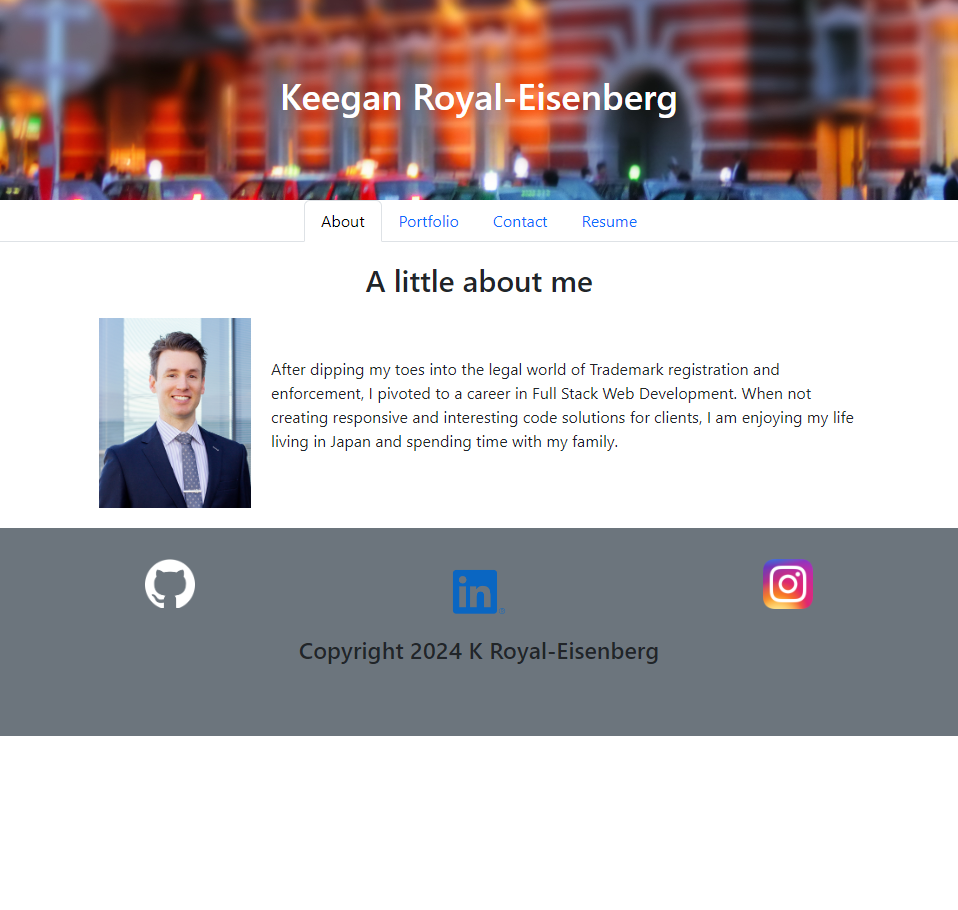 Keegan Royal-Eisenberg
About Portfolio Contact Resume
A little about me
After dipping my toes into the legal world of Trademark registration and
enforcement, I pivoted to a career in Full Stack Web Development. When not
creating responsive and interesting code solutions for clients, I am enjoying my life
living in Japan and spending time with my family.
in
Copyright 2024 K Royal-Eisenberg